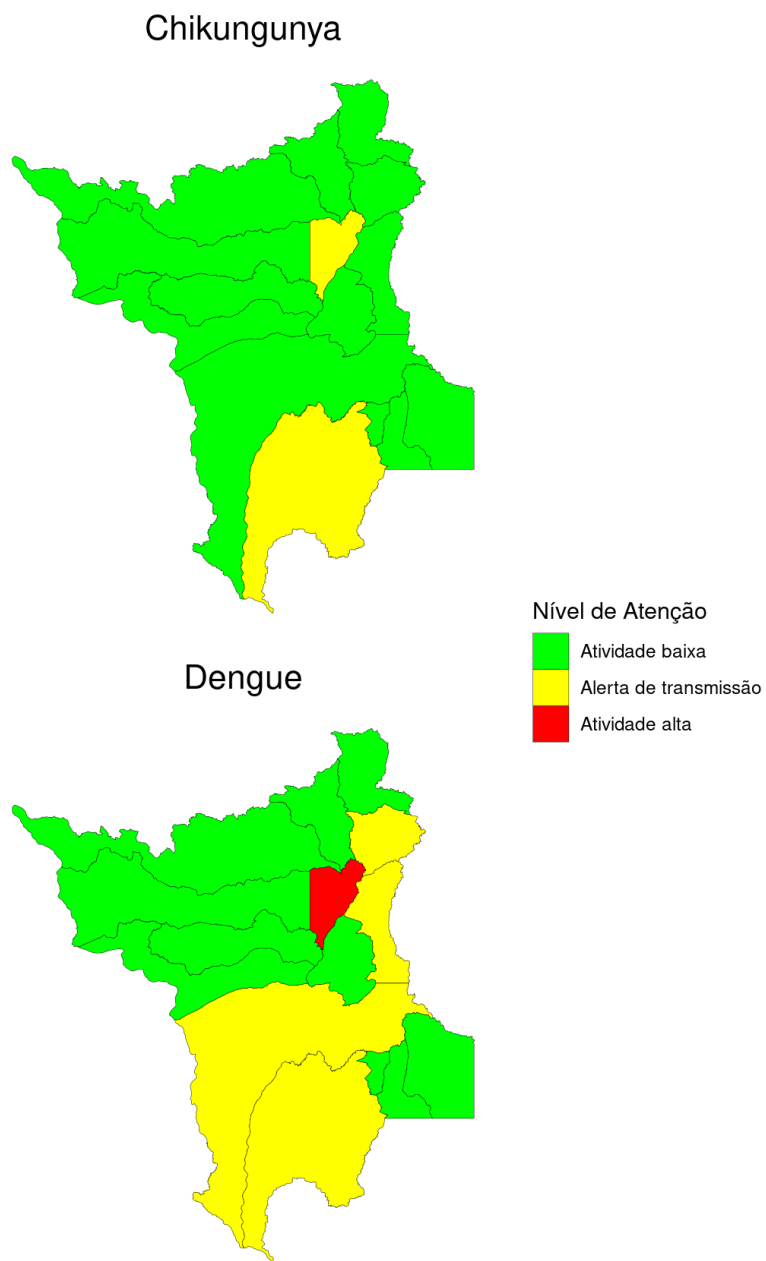 Chikungunya
Nível de Atenção
Atividade baixa
Alerta de transmissão
Atividade alta
Dengue